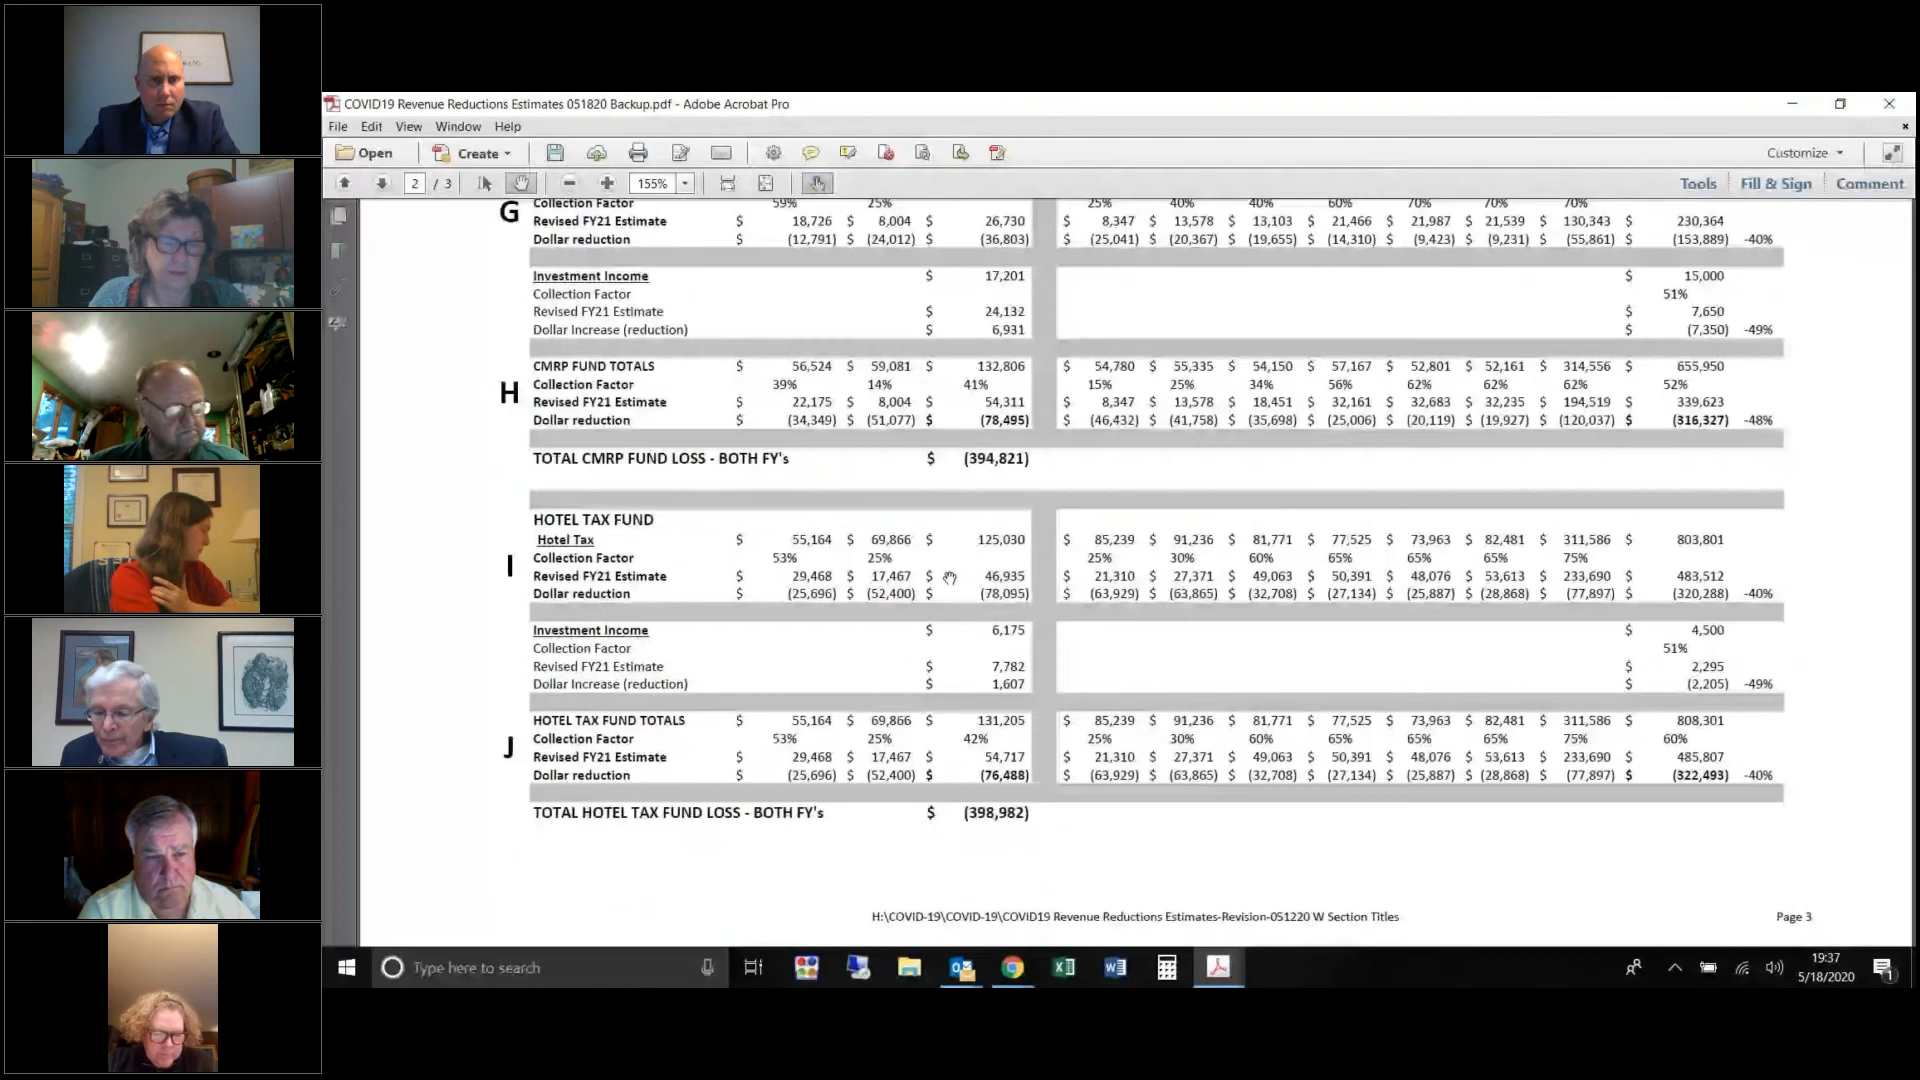 COVID19 Revenue Reductions Estimates 051820 Backup.pdf - Adobe Acrobat Pro
File Edit View Window Help
Open Create Customize
2 / 3 155% Tools Fill & Sign Comment
G
Collection Factor 59% 25% 25% 40% 40% 60% 70% 70% 70%
Revised FY21 Estimate $ 18,726 $ 8,004 $ 26,730 $ 8,347 $ 13,578 $ 13,103 $ 21,466 $ 21,987 $ 21,539 $ 130,343 $ 230,364
Dollar reduction $ (12,791) $ (24,012) $ (36,803) $ (25,041) $ (20,367) $ (19,655) $ (14,310) $ (9,423) $ (9,231) $ (55,861) $ (153,889) -40%
Investment Income $ 17,201 $ 15,000
Collection Factor 51%
Revised FY21 Estimate $ 24,132 $ 7,650
Dollar Increase (reduction) $ 6,931 $ (7,350) -49%
CMRP FUND TOTALS $ 56,524 $ 59,081 $ 132,806 $ 54,780 $ 55,335 $ 54,150 $ 57,167 $ 52,801 $ 52,161 $ 314,556 $ 655,950
H
Collection Factor 39% 14% 41% 15% 25% 34% 56% 62% 62% 62% 52%
Revised FY21 Estimate $ 22,175 $ 8,004 $ 54,311 $ 8,347 $ 13,578 $ 18,451 $ 32,161 $ 32,683 $ 32,235 $ 194,519 $ 339,623
Dollar reduction $ (34,349) $ (51,077) $ (78,495) $ (46,432) $ (41,758) $ (35,698) $ (25,006) $ (20,119) $ (19,927) $ (120,037) $ (316,327) -48%
TOTAL CMRP FUND LOSS - BOTH FY's $ (394,821)
HOTEL TAX FUND
Hotel Tax $ 55,164 $ 69,866 $ 125,030 $ 85,239 $ 91,236 $ 81,771 $ 77,525 $ 73,963 $ 82,481 $ 311,586 $ 803,801
Collection Factor 53% 25% 25% 30% 60% 65% 65% 65% 75%
I
Revised FY21 Estimate $ 29,468 $ 17,467 $ 46,935 $ 21,310 $ 27,371 $ 49,063 $ 50,391 $ 48,076 $ 53,613 $ 233,690 $ 483,512
Dollar reduction $ (25,696) $ (52,400) $ (78,095) $ (63,929) $ (63,865) $ (32,708) $ (27,134) $ (25,887) $ (28,868) $ (77,897) $ (320,288) -40%
Investment Income $ 6,175 $ 4,500
Collection Factor 51%
Revised FY21 Estimate $ 7,782 $ 2,295
Dollar Increase (reduction) $ 1,607 $ (2,205) -49%
HOTEL TAX FUND TOTALS $ 55,164 $ 69,866 $ 131,205 $ 85,239 $ 91,236 $ 81,771 $ 77,525 $ 73,963 $ 82,481 $ 311,586 $ 808,301
J
Collection Factor 53% 25% 42% 25% 30% 60% 65% 65% 65% 75% 60%
Revised FY21 Estimate $ 29,468 $ 17,467 $ 54,717 $ 21,310 $ 27,371 $ 49,063 $ 50,391 $ 48,076 $ 53,613 $ 233,690 $ 485,807
Dollar reduction $ (25,696) $ (52,400) $ (76,488) $ (63,929) $ (63,865) $ (32,708) $ (27,134) $ (25,887) $ (28,868) $ (77,897) $ (322,493) -40%
TOTAL HOTEL TAX FUND LOSS - BOTH FY's $ (398,982)
H:\COVID-19\COVID-19\COVID19 Revenue Reductions Estimates-Revision-051220 W Section Titles Page 3
Type here to search
19:37
5/18/2020
1